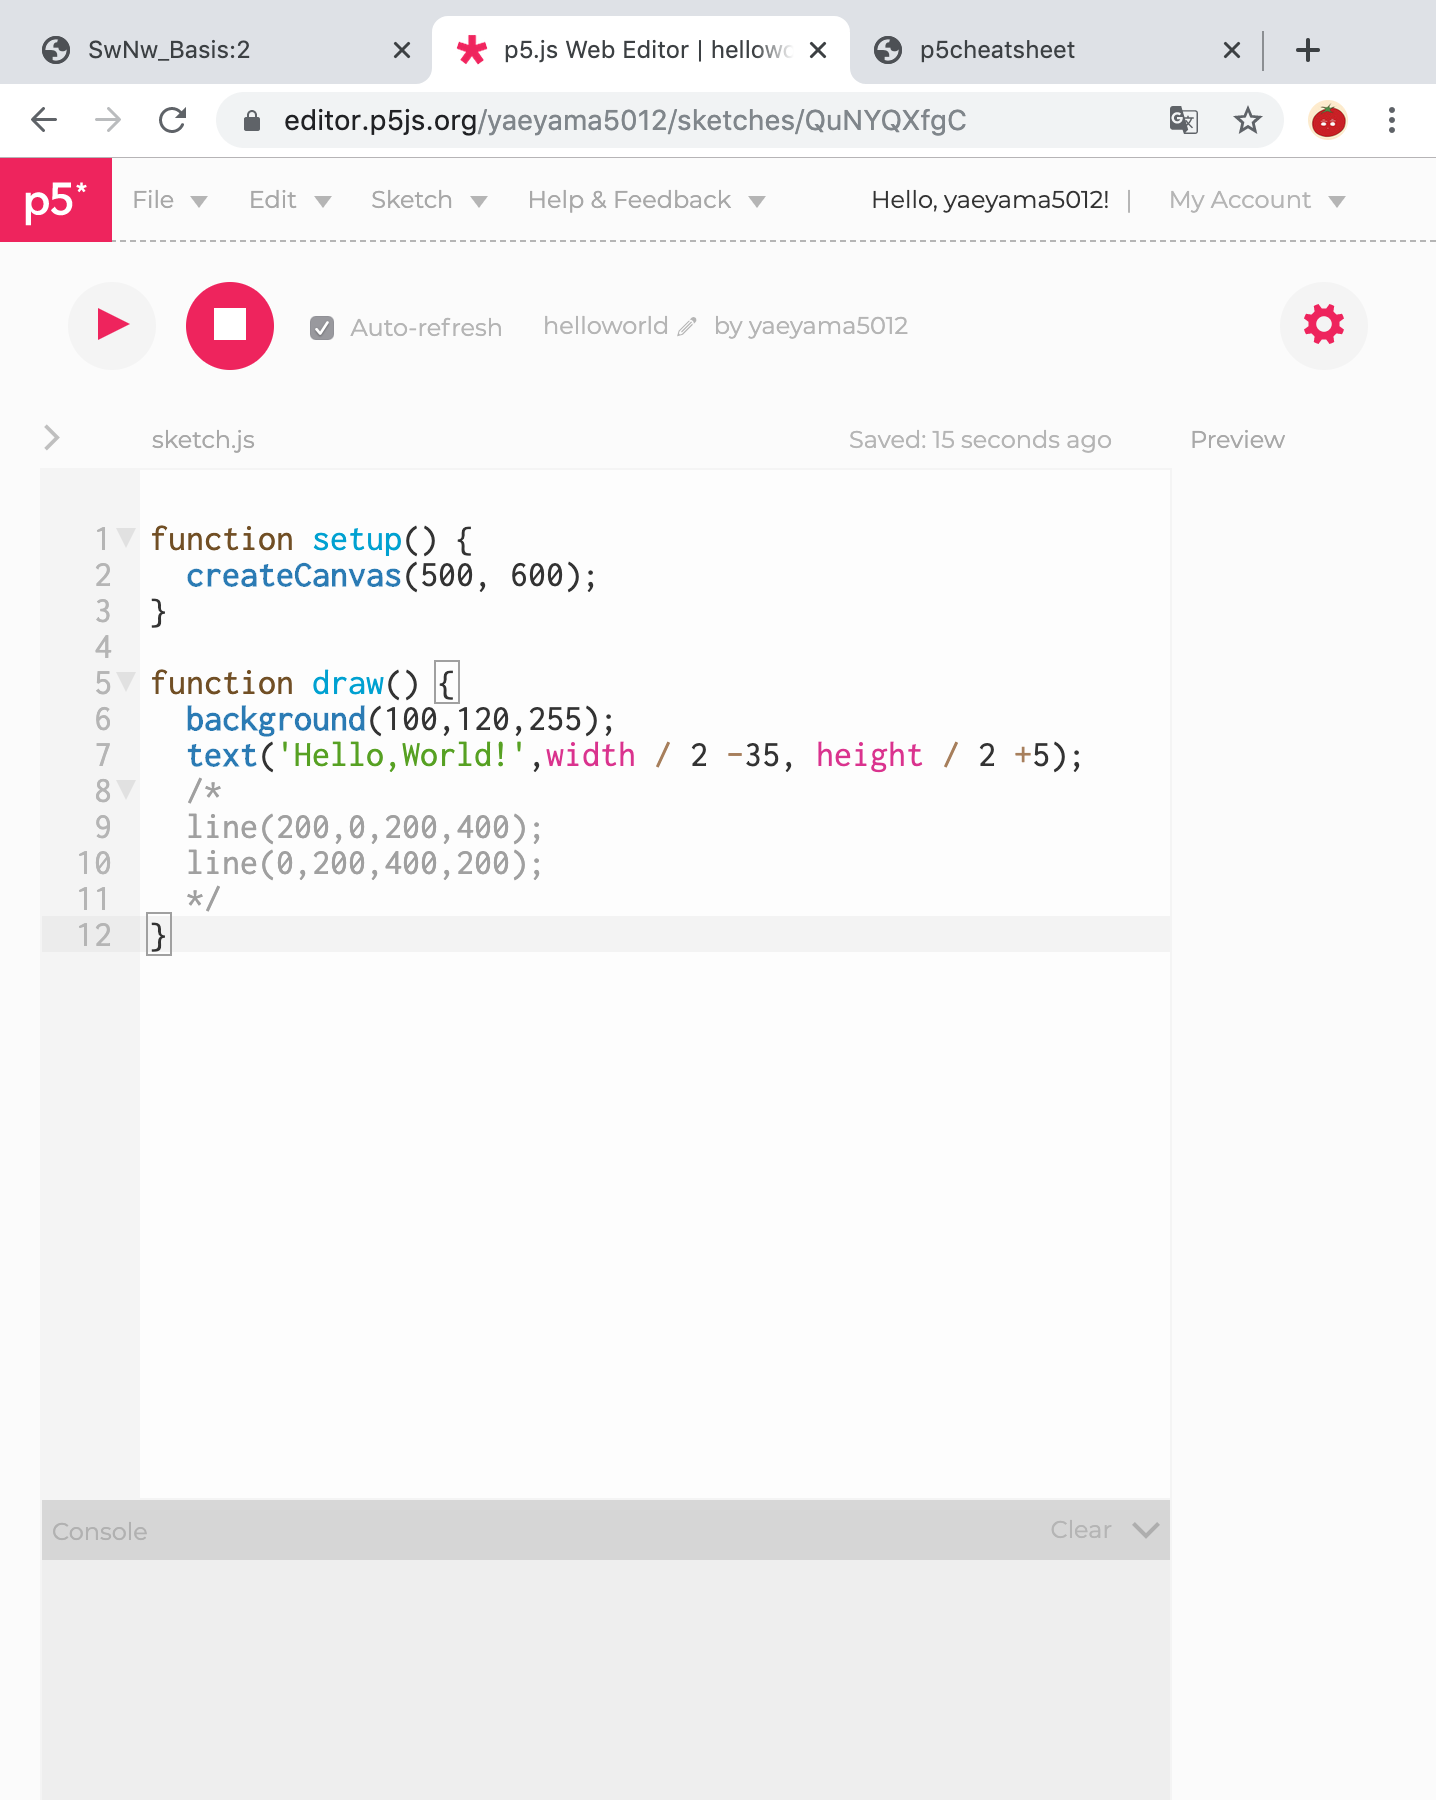 SwNw_Basis:2
p5.js Web Editor | hellowo
p5cheatsheet
editor.p5js.org/yaeyama5012/sketches/QuNYQXfgC
p5* File Edit Sketch Help & Feedback Hello, yaeyama5012! | My Account
Auto-refresh helloworld by yaeyama5012
sketch.js Saved: 15 seconds ago Preview
1 function setup() {
2 createCanvas(500, 600);
3 }
4
5 function draw() {
6 background(100,120,255);
7 text('Hello,World!',width / 2 -35, height / 2 +5);
8 /*
9 line(200,0,200,400);
10 line(0,200,400,200);
11 */
12 }
Console Clear